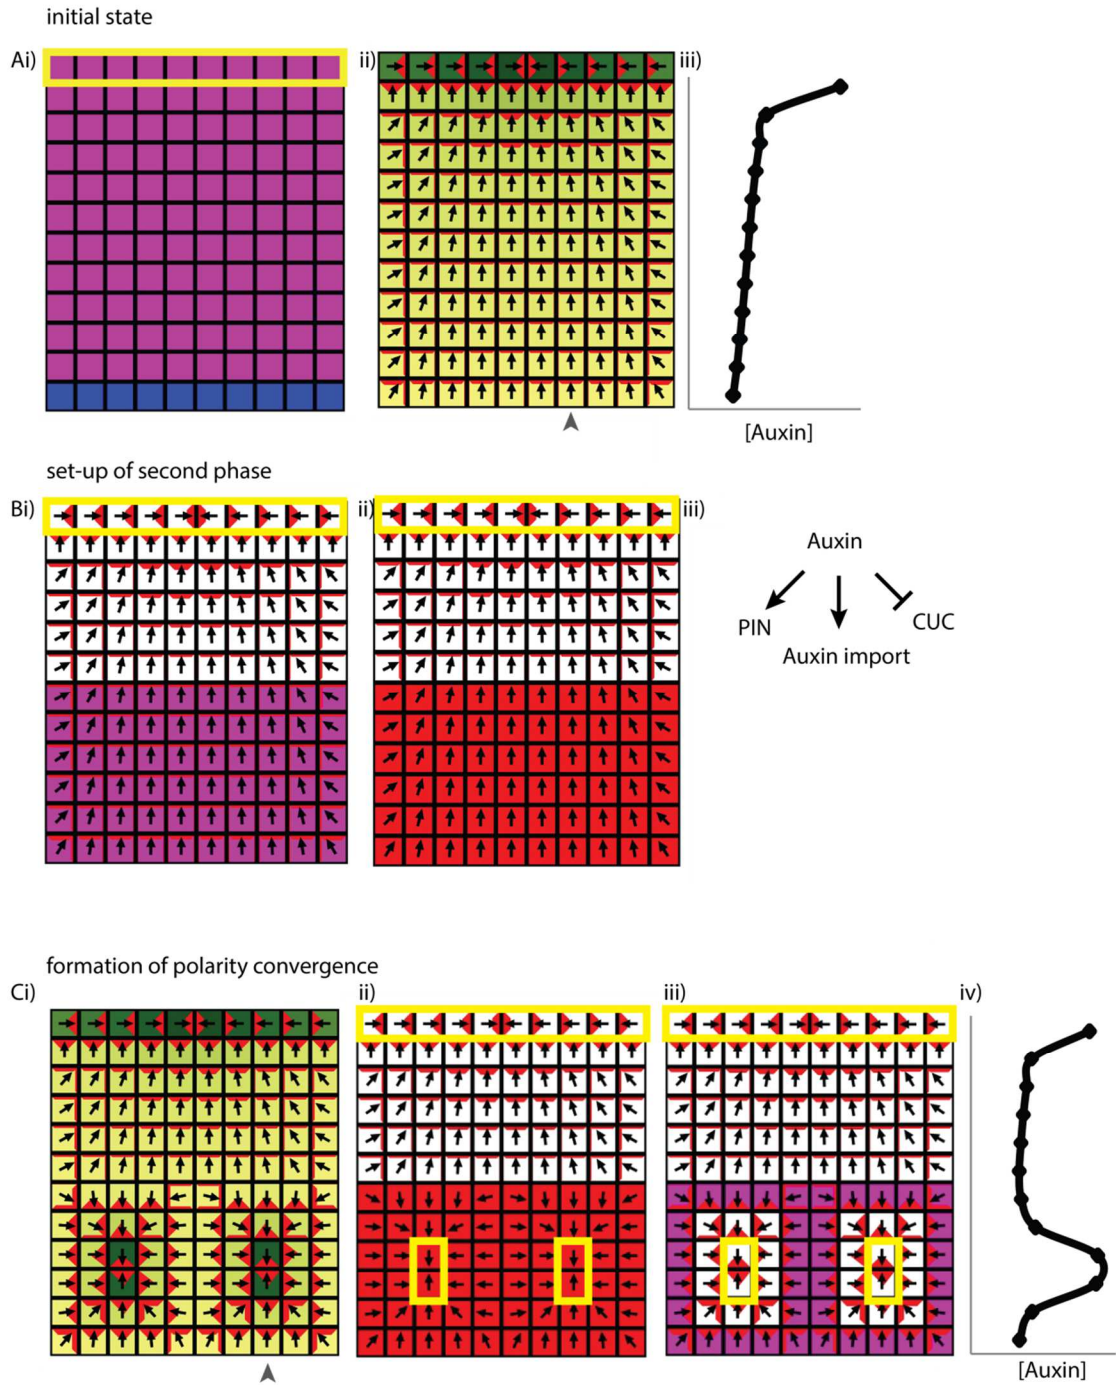 initial state
Ai)
ii)
iii)
[Auxin]
set-up of second phase
Bi)
ii)
iii)
Auxin
PIN
CUC
Auxin import
formation of polarity convergence
Ci)
ii)
iii)
iv)
[Auxin]